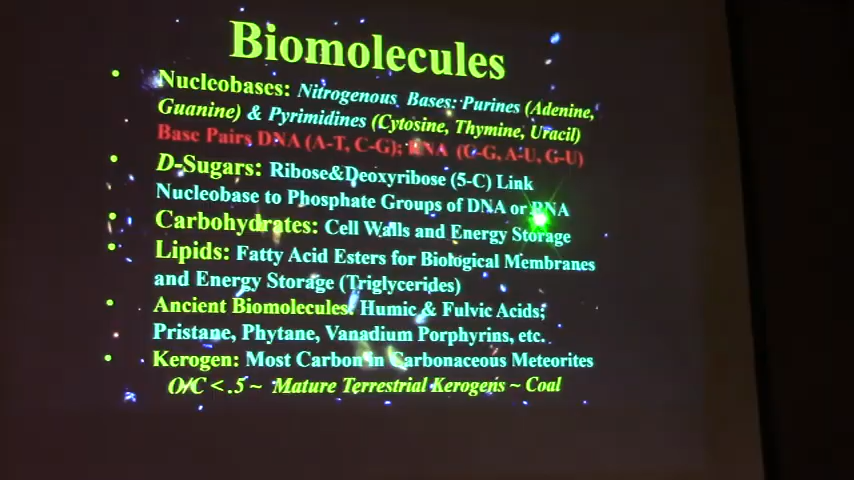 Biomolecules
• Nucleobases: Nitrogenous Bases: Purines (Adenine,
Guanine) & Pyrimidines (Cytosine, Thymine, Uracil)
Base Pairs DNA (A-T, C-G); RNA (C-G, A-U, G-U)
• D-Sugars: Ribose&Deoxyribose (5-C) Link
Nucleobase to Phosphate Groups of DNA or RNA
• Carbohydrates: Cell Walls and Energy Storage
• Lipids: Fatty Acid Esters for Biological Membranes
and Energy Storage (Triglycerides)
• Ancient Biomolecules: Humic & Fulvic Acids;
Pristane, Phytane, Vanadium Porphyrins, etc.
• Kerogen: Most Carbon in Carbonaceous Meteorites
O/C < .5 ~ Mature Terrestrial Kerogens ~ Coal